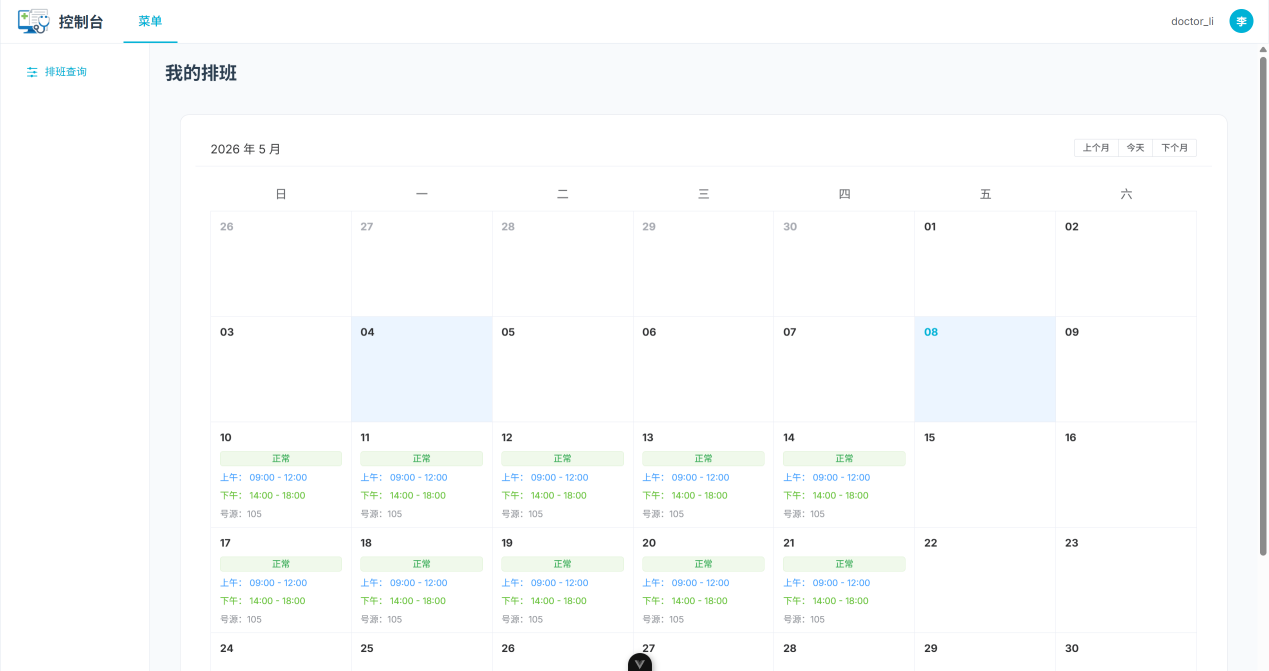 控制台
菜单
doctor_li
李
排班查询
我的排班
2026 年 5 月
上个月 今天 下个月
日 一 二 三 四 五 六
26 27 28 29 30 01 02
03 04 05 06 07 08 09
10 11 12 13 14 15 16
正常 正常 正常 正常 正常
上午： 09:00 - 12:00 上午： 09:00 - 12:00 上午： 09:00 - 12:00 上午： 09:00 - 12:00 上午： 09:00 - 12:00
下午： 14:00 - 18:00 下午： 14:00 - 18:00 下午： 14:00 - 18:00 下午： 14:00 - 18:00 下午： 14:00 - 18:00
号源：105 号源：105 号源：105 号源：105 号源：105
17 18 19 20 21 22 23
正常 正常 正常 正常 正常
上午： 09:00 - 12:00 上午： 09:00 - 12:00 上午： 09:00 - 12:00 上午： 09:00 - 12:00 上午： 09:00 - 12:00
下午： 14:00 - 18:00 下午： 14:00 - 18:00 下午： 14:00 - 18:00 下午： 14:00 - 18:00 下午： 14:00 - 18:00
号源：105 号源：105 号源：105 号源：105 号源：105
24 25 26 27 28 29 30